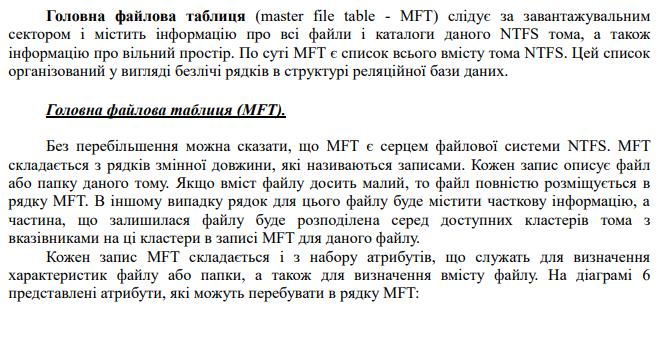 Головна файлова таблиця (master file table - MFT) слідує за завантажувальним
сектором і містить інформацію про всі файли і каталоги даного NTFS тома, а також
інформацію про вільний простір. По суті MFT є список всього вмісту тома NTFS. Цей список
організований у вигляді безлічі рядків в структурі реляційної бази даних.
Головна файлова таблиця (MFT).
Без перебільшення можна сказати, що MFT є серцем файлової системи NTFS. MFT
складається з рядків змінної довжини, які називаються записами. Кожен запис описує файл
або папку даного тому. Якщо вміст файлу досить малий, то файл повністю розміщується в
рядку MFT. В іншому випадку рядок для цього файлу буде містити часткову інформацію, а
частина, що залишилася файлу буде розподілена серед доступних кластерів тома з
вказівниками на ці кластери в записі MFT для даного файлу.
Кожен запис MFT складається і з набору атрибутів, що служать для визначення
характеристик файлу або папки, а також для визначення вмісту файлу. На діаграмі 6
представлені атрибути, які можуть перебувати в рядку MFT: